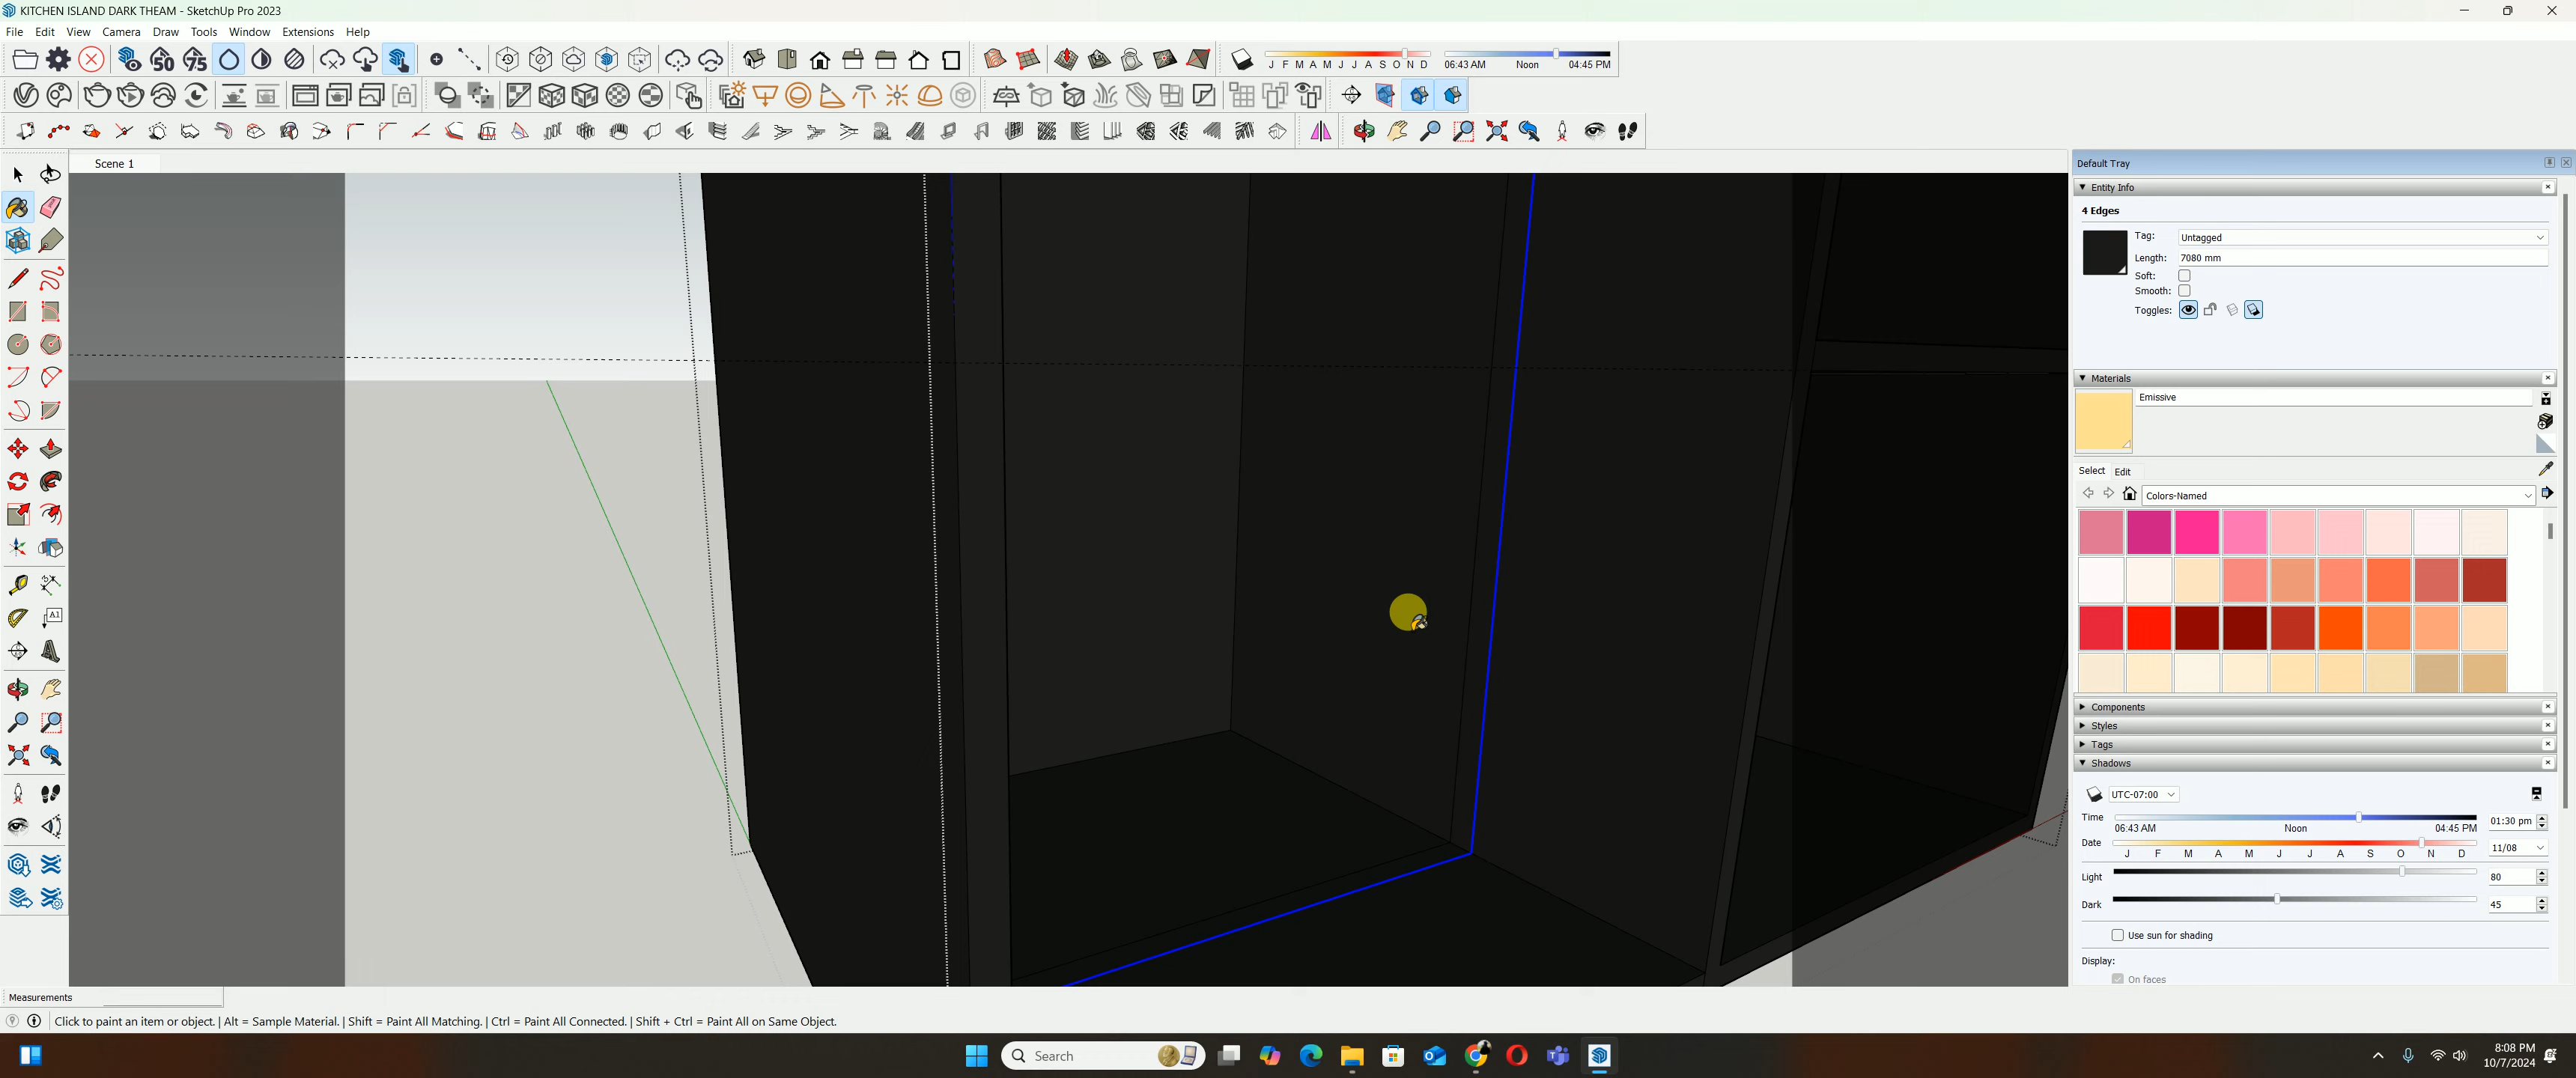 KITCHEN ISLAND DARK THEAM - SketchUp Pro 2023
File Edit View Camera Draw Tools Window Extensions Help
50 75
J F M A M J J A S O N D 06:43 AM Noon 04:45 PM
Scene 1
Default Tray
Entity Info
4 Edges
Tag: Untagged
Length: 7080 mm
Soft:
Smooth:
Toggles:
Materials
Emissive
Select Edit
Colors-Named
A1
Components
Styles
Tags
Shadows
UTC-07:00
Time 01:30 pm
06:43 AM Noon 04:45 PM
Date 11/08
J F M A M J J A S O N D
Light 80
Dark 45
Use sun for shading
Display:
On faces
Measurements
Click to paint an item or object. | Alt = Sample Material. | Shift = Paint All Matching. | Ctrl = Paint All Connected. | Shift + Ctrl = Paint All on Same Object.
Search
8:08 PM
10/7/2024